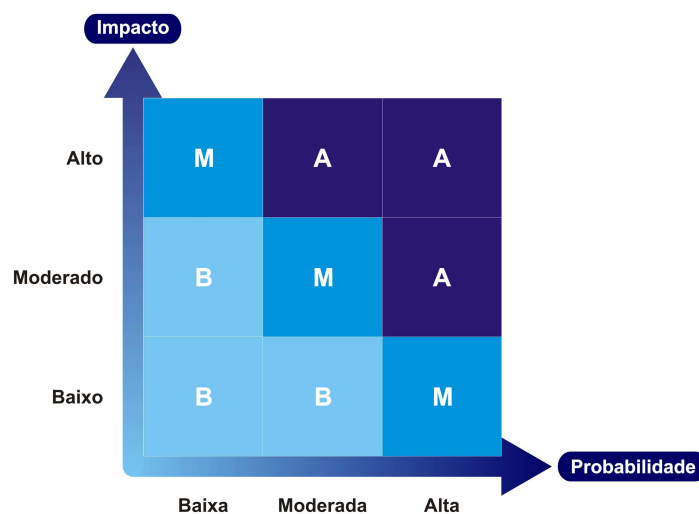 Impacto
Alto
M A A
Moderado
B M A
Baixo
B B M
Probabilidade
Baixa Moderada Alta